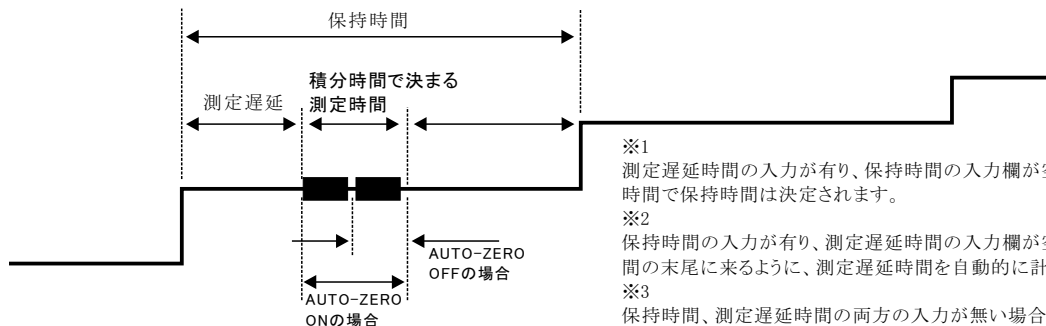 保持時間
積分時間で決まる
測定時間
測定遅延
AUTO-ZERO
OFFの場合
AUTO-ZERO
ONの場合
※1
測定遅延時間の入力が有り、保持時間の入力欄が
時間で保持時間は決定されます。
※2
保持時間の入力が有り、測定遅延時間の入力欄が
間の末尾に来るように、測定遅延時間を自動的に計
※3
保持時間、測定遅延時間の両方の入力が無い場合